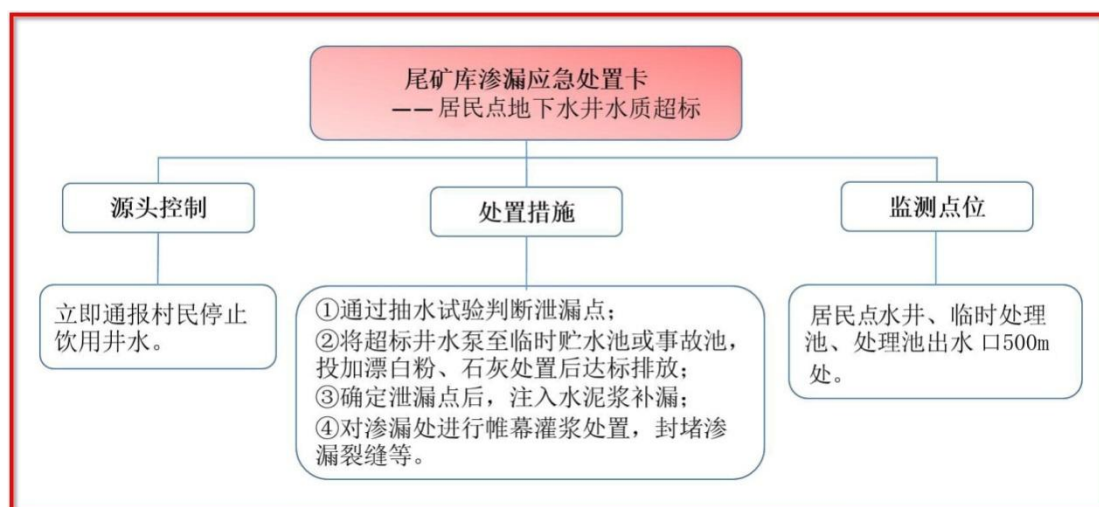 尾矿库渗漏应急处置卡
——居民点地下水井水质超标
源头控制
立即通报村民停止
饮用井水。
处置措施
①通过抽水试验判断泄漏点；
②将超标井水泵至临时贮水池或事故池，
投加漂白粉、石灰处置后达标排放；
③确定泄漏点后，注入水泥浆补漏；
④对渗漏处进行帷幕灌浆处置，封堵渗
漏裂缝等。
监测点位
居民点水井、临时处理
池、处理池出水 口500m
处。